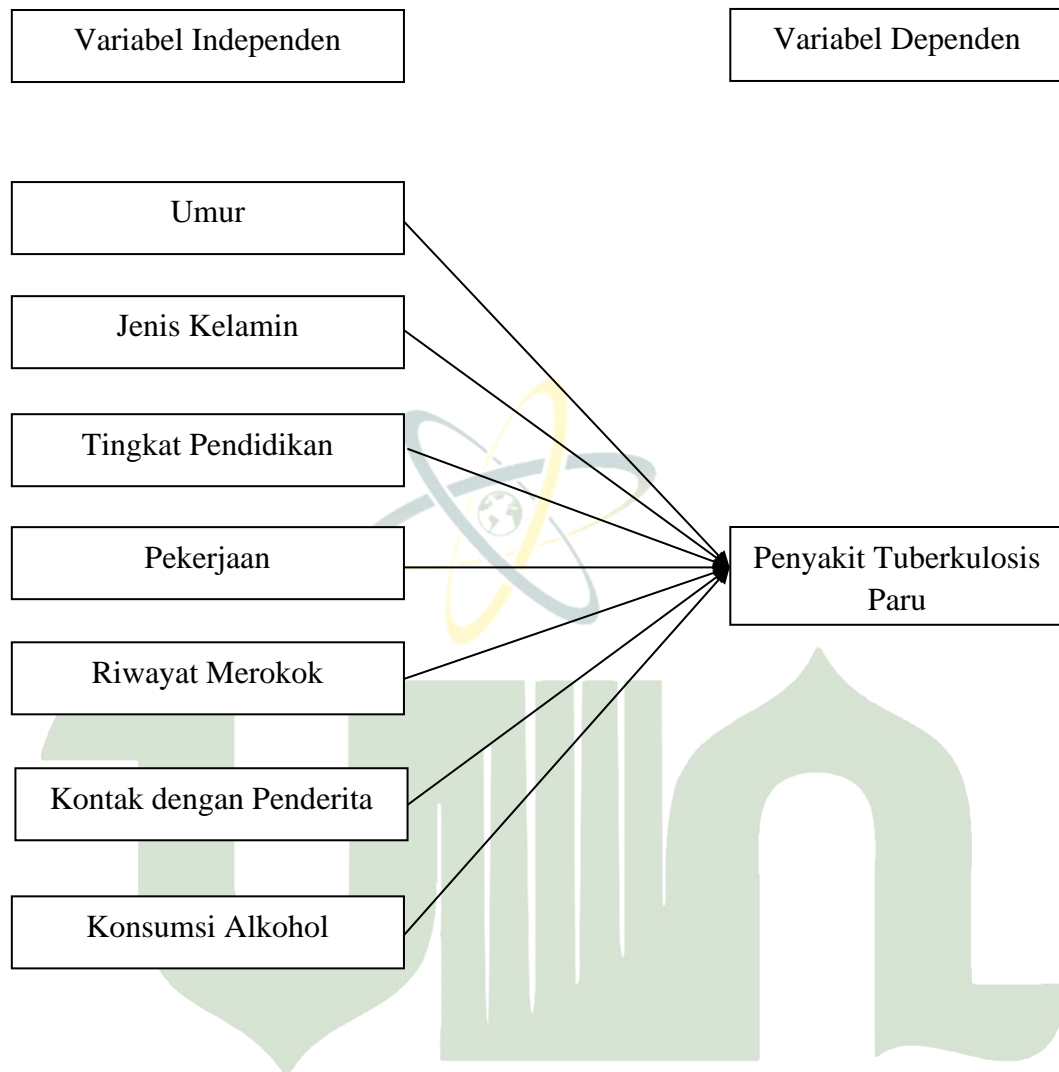 Variabel Independen
Variabel Dependen
Umur
Jenis Kelamin
Tingkat Pendidikan
Pekerjaan
Riwayat Merokok
Kontak dengan Penderita
Konsumsi Alkohol
Penyakit Tuberkulosis
Paru